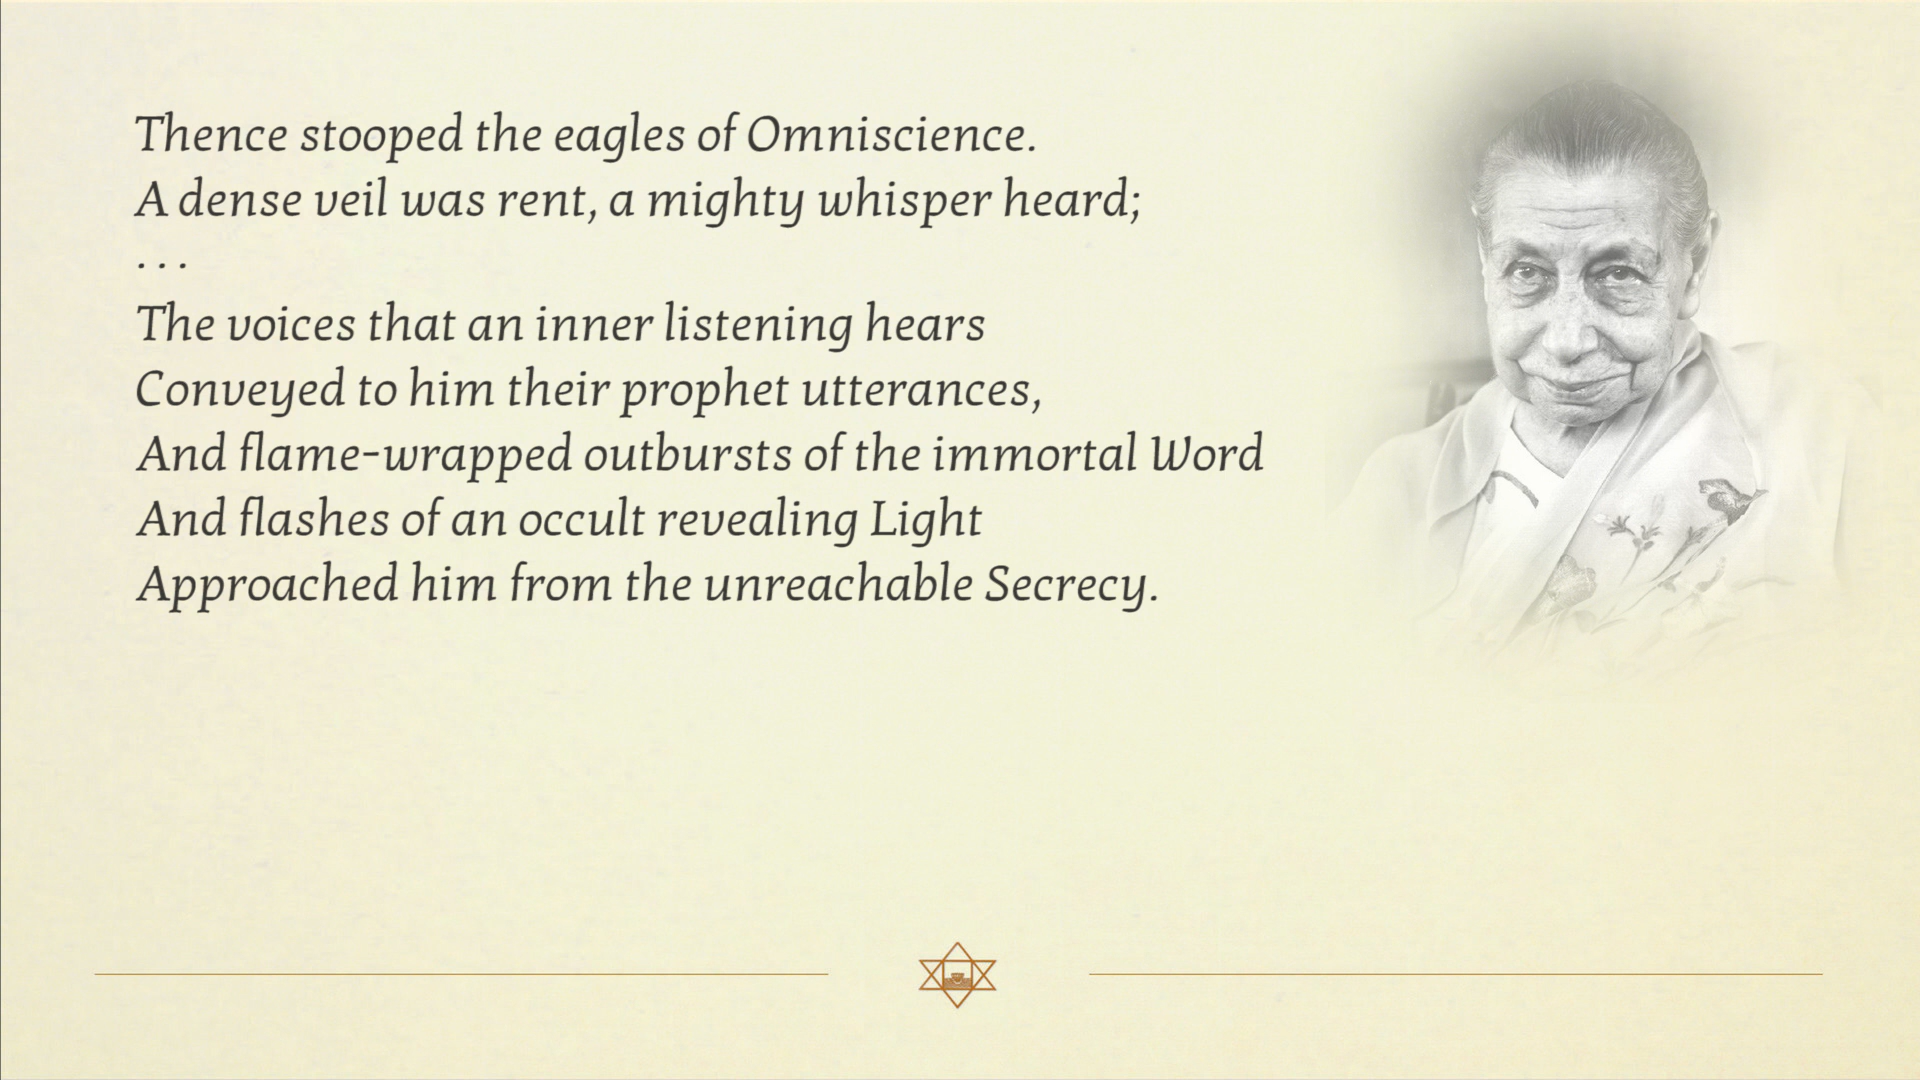 Thence stooped the eagles of Omniscience.
A dense veil was rent, a mighty whisper heard;
. . .
The voices that an inner listening hears
Conveyed to him their prophet utterances,
And flame-wrapped outbursts of the immortal Word
And flashes of an occult revealing Light
Approached him from the unreachable Secrecy.